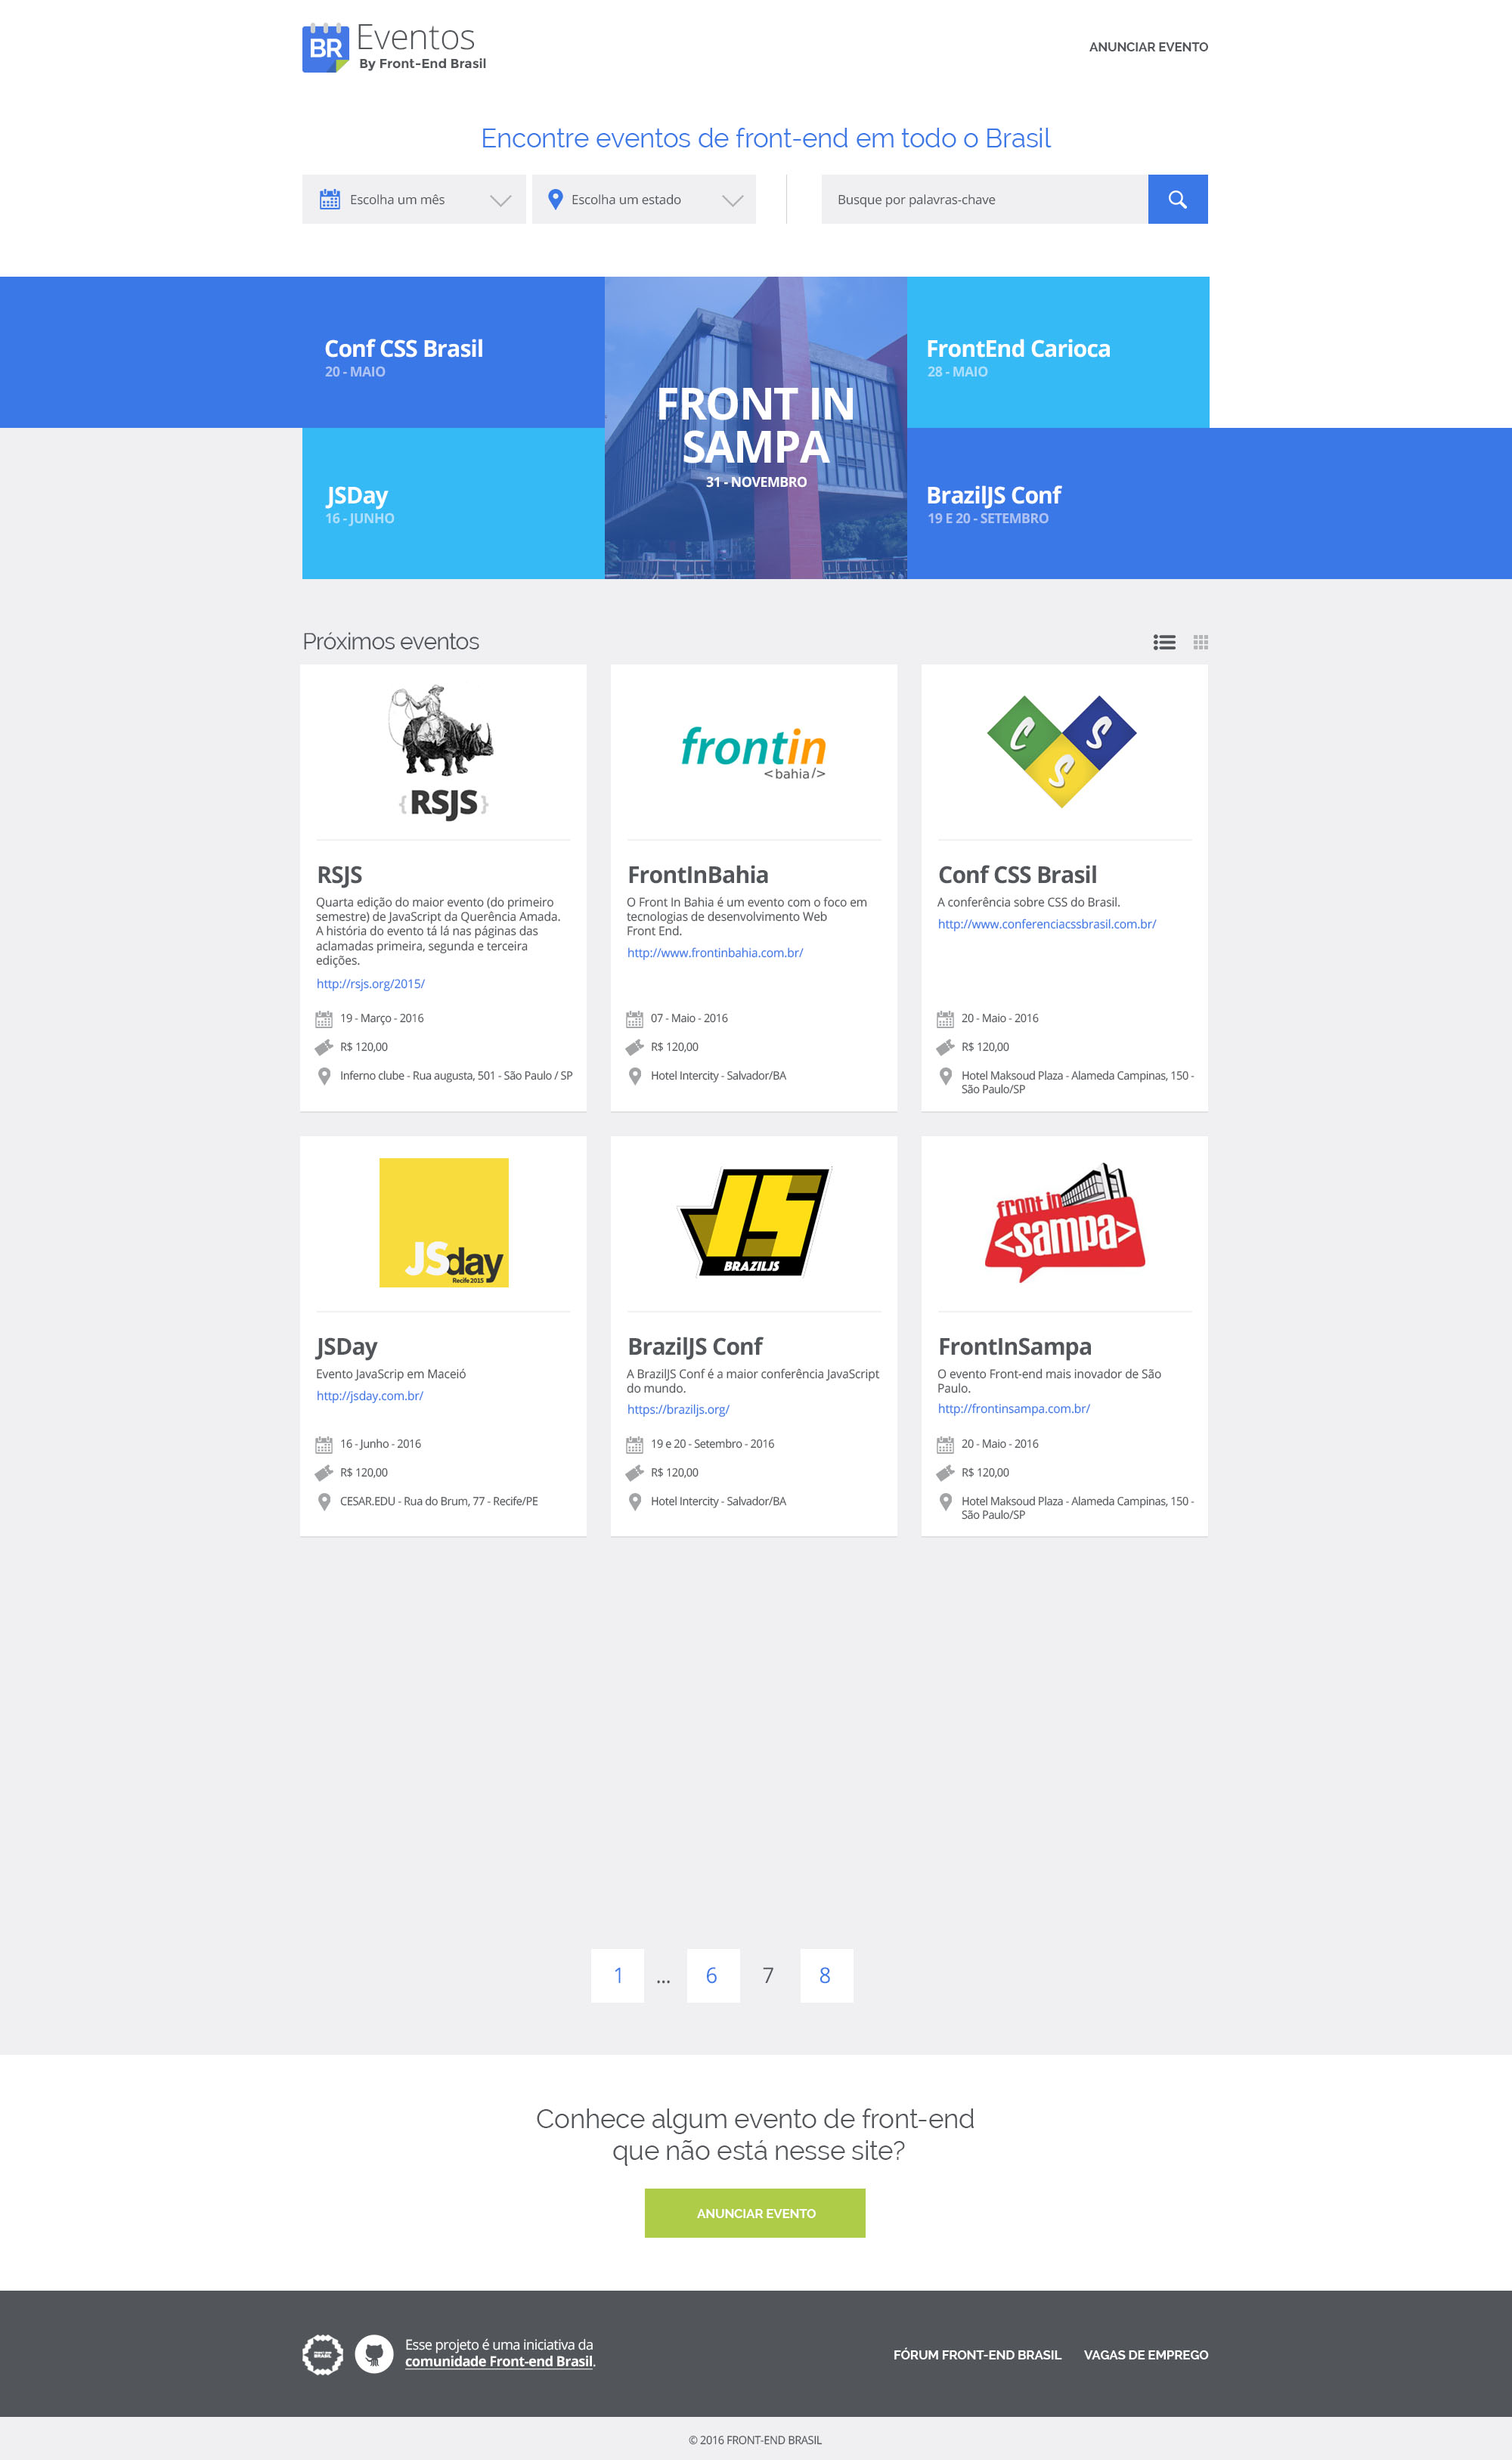 BR
Eventos
By Front-End Brasil
ANUNCIAR EVENTO
Encontre eventos de front-end em todo o Brasil
Escolha um mês
Escolha um estado
Busque por palavras-chave
Conf CSS Brasil
20 - MAIO
FRONT IN
SAMPA
31 - NOVEMBRO
FrontEnd Carioca
28 - MAIO
JSDay
16 - JUNHO
BrazilJS Conf
19 E 20 - SETEMBRO
Próximos eventos
{RSJS}
RSJS
Quarta edição do maior evento (do primeiro
semestre) de JavaScript da Querência Amada.
A história do evento tá lá nas páginas das
aclamadas primeira, segunda e terceira
edições.
http://rsjs.org/2015/
19 - Março - 2016
R$ 120,00
Inferno clube - Rua augusta, 501 - São Paulo / SP
frontin
<bahia/>
FrontInBahia
O Front In Bahia é um evento com o foco em
tecnologias de desenvolvimento Web
Front End.
http://www.frontinbahia.com.br/
07 - Maio - 2016
R$ 120,00
Hotel Intercity - Salvador/BA
C S S
Conf CSS Brasil
A conferência sobre CSS do Brasil.
http://www.conferenciacssbrasil.com.br/
20 - Maio - 2016
R$ 120,00
Hotel Maksoud Plaza - Alameda Campinas, 150 -
São Paulo/SP
JSday
Recife 2015
JSDay
Evento JavaScrip em Maceió
http://jsday.com.br/
16 - Junho - 2016
R$ 120,00
CESAR.EDU - Rua do Brum, 77 - Recife/PE
JS
BRAZILJS
BrazilJS Conf
A BrazilJS Conf é a maior conferência JavaScript
do mundo.
https://braziljs.org/
19 e 20 - Setembro - 2016
R$ 120,00
Hotel Intercity - Salvador/BA
front in
<sampa>
FrontInSampa
O evento Front-end mais inovador de São
Paulo.
http://frontinsampa.com.br/
20 - Maio - 2016
R$ 120,00
Hotel Maksoud Plaza - Alameda Campinas, 150 -
São Paulo/SP
1 ... 6 7 8
Conhece algum evento de front-end
que não está nesse site?
ANUNCIAR EVENTO
Esse projeto é uma iniciativa da
comunidade Front-end Brasil.
FÓRUM FRONT-END BRASIL
VAGAS DE EMPREGO
© 2016 FRONT-END BRASIL